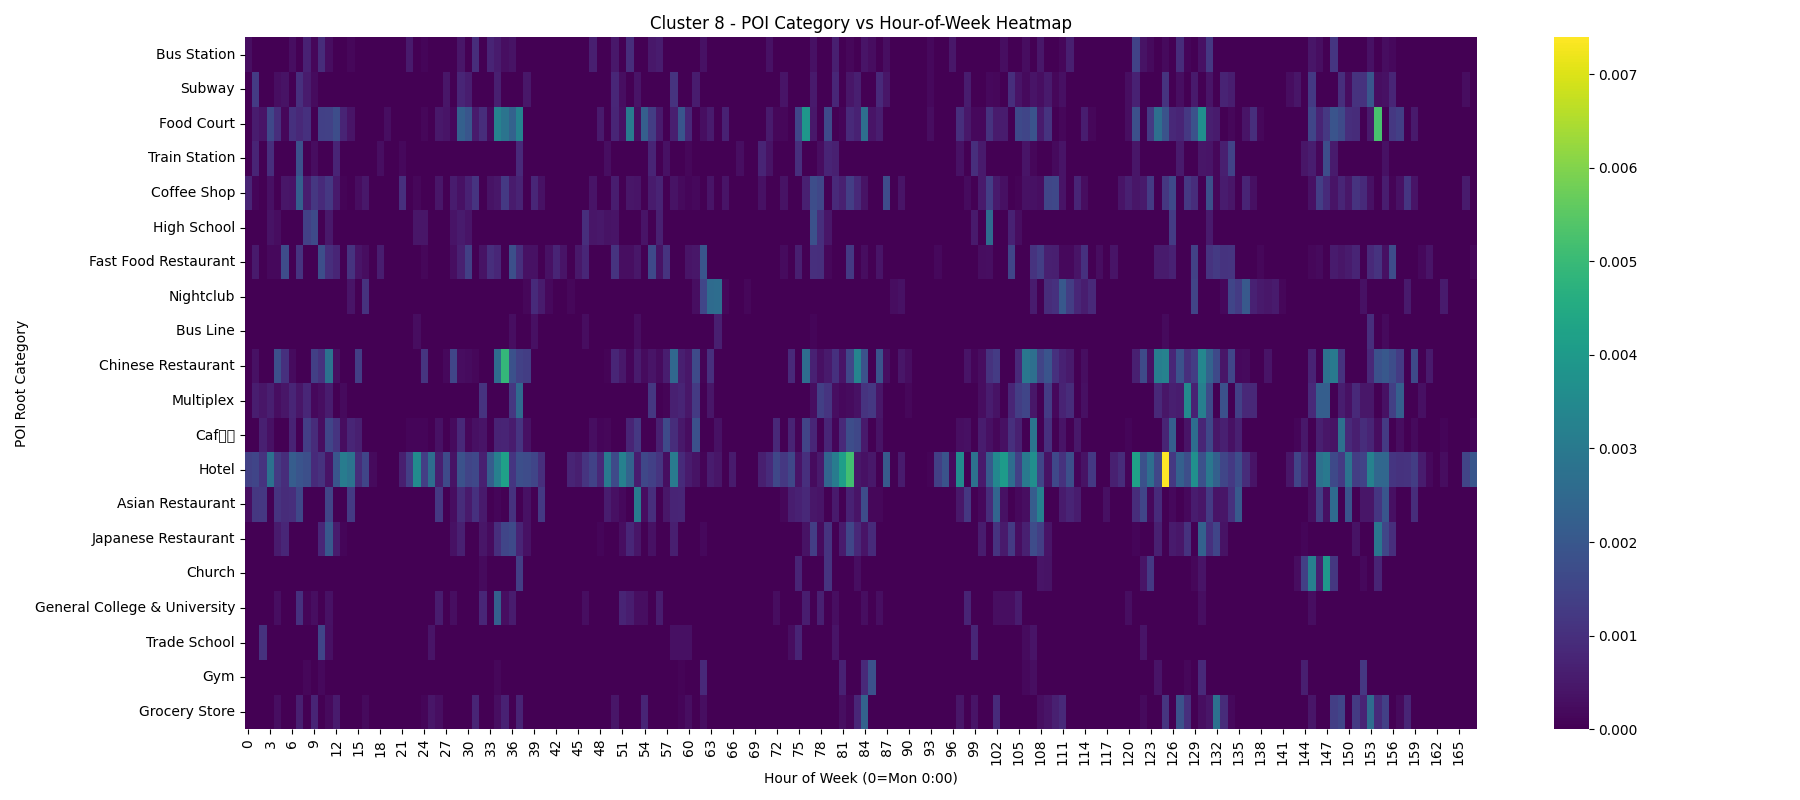 Cluster 8 - POI Category vs Hour-of-Week Heatmap
POI Root Category
Bus Station
Subway
Food Court
Train Station
Coffee Shop
High School
Fast Food Restaurant
Nightclub
Bus Line
Chinese Restaurant
Multiplex
Caf▯▯
Hotel
Asian Restaurant
Japanese Restaurant
Church
General College & University
Trade School
Gym
Grocery Store
0 3 6 9 12 15 18 21 24 27 30 33 36 39 42 45 48 51 54 57 60 63 66 69 72 75 78 81 84 87 90 93 96 99 102 105 108 111 114 117 120 123 126 129 132 135 138 141 144 147 150 153 156 159 162 165
Hour of Week (0=Mon 0:00)
0.007
0.006
0.005
0.004
0.003
0.002
0.001
0.000